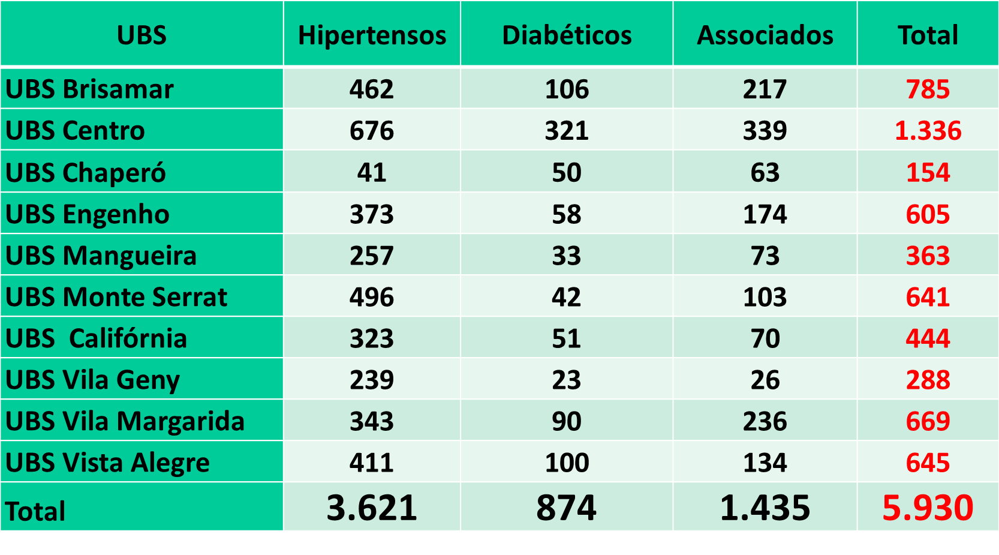 UBS Hipertensos Diabéticos Associados Total
UBS Brisamar 462 106 217 785
UBS Centro 676 321 339 1.336
UBS Chaperó 41 50 63 154
UBS Engenho 373 58 174 605
UBS Mangueira 257 33 73 363
UBS Monte Serrat 496 42 103 641
UBS  Califórnia 323 51 70 444
UBS Vila Geny 239 23 26 288
UBS Vila Margarida 343 90 236 669
UBS Vista Alegre 411 100 134 645
Total 3.621 874 1.435 5.930